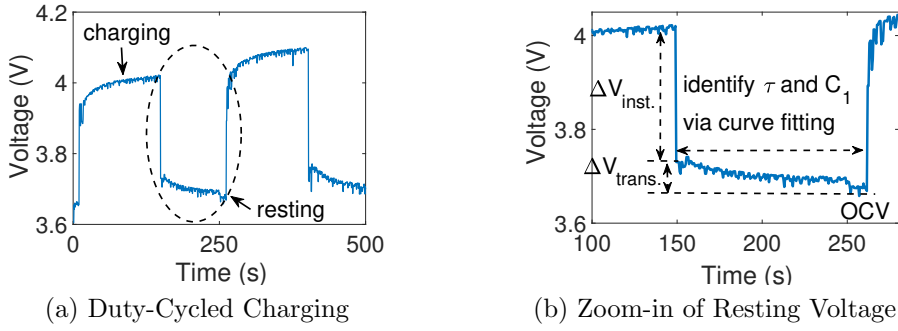 4.2
4
3.8
3.6
Voltage (V)
charging
resting
0
250
500
Time (s)
(a) Duty-Cycled Charging
4
3.8
3.6
Voltage (V)
ΔV_inst.
ΔV_trans.
identify τ and C_1
via curve fitting
OCV
100
150
200
250
Time (s)
(b) Zoom-in of Resting Voltage